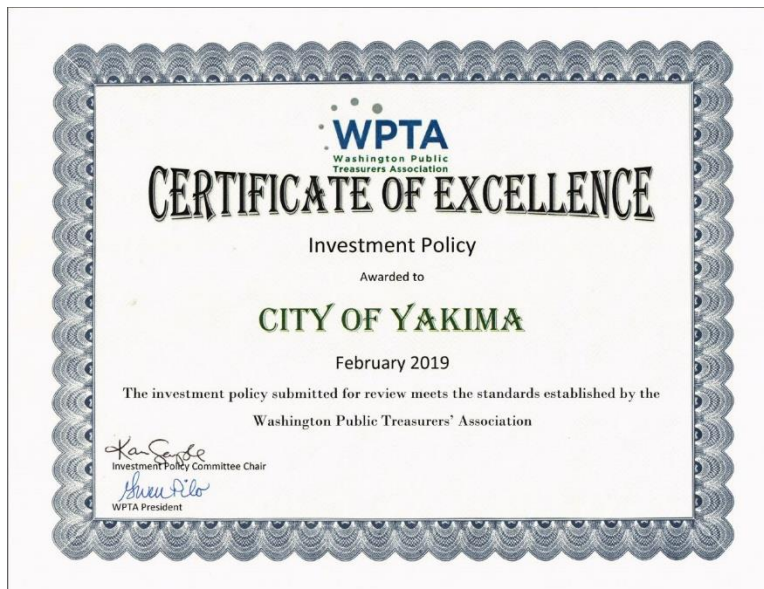 WPTA
Washington Public
Treasurers Association
CERTIFICATE OF EXCELLENCE
Investment Policy
Awarded to
CITY OF YAKIMA
February 2019
The investment policy submitted for review meets the standards established by the
Washington Public Treasurers' Association
Investment Policy Committee Chair
WPTA President